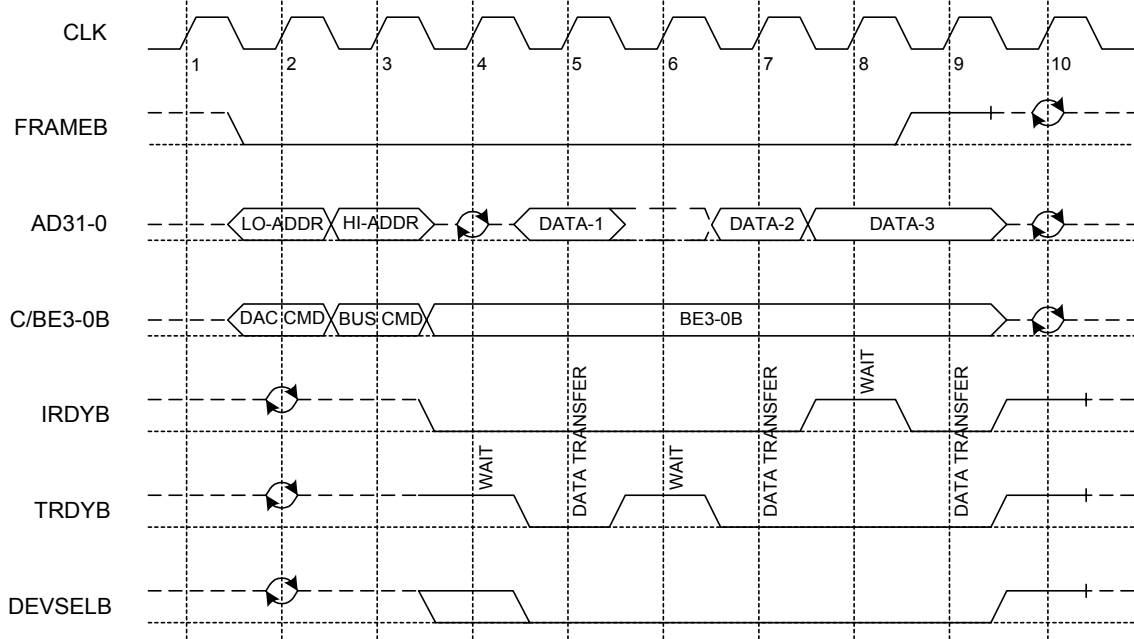 CLK
1 2 3 4 5 6 7 8 9 10
FRAMEB
AD31-0
LO-ADDR HI-ADDR DATA-1 DATA-2 DATA-3
C/BE3-0B
DAC CMD BUS CMD BE3-0B
IRDYB
WAIT
DATA TRANSFER
WAIT
DATA TRANSFER
WAIT
DATA TRANSFER
TRDYB
DEVSELB